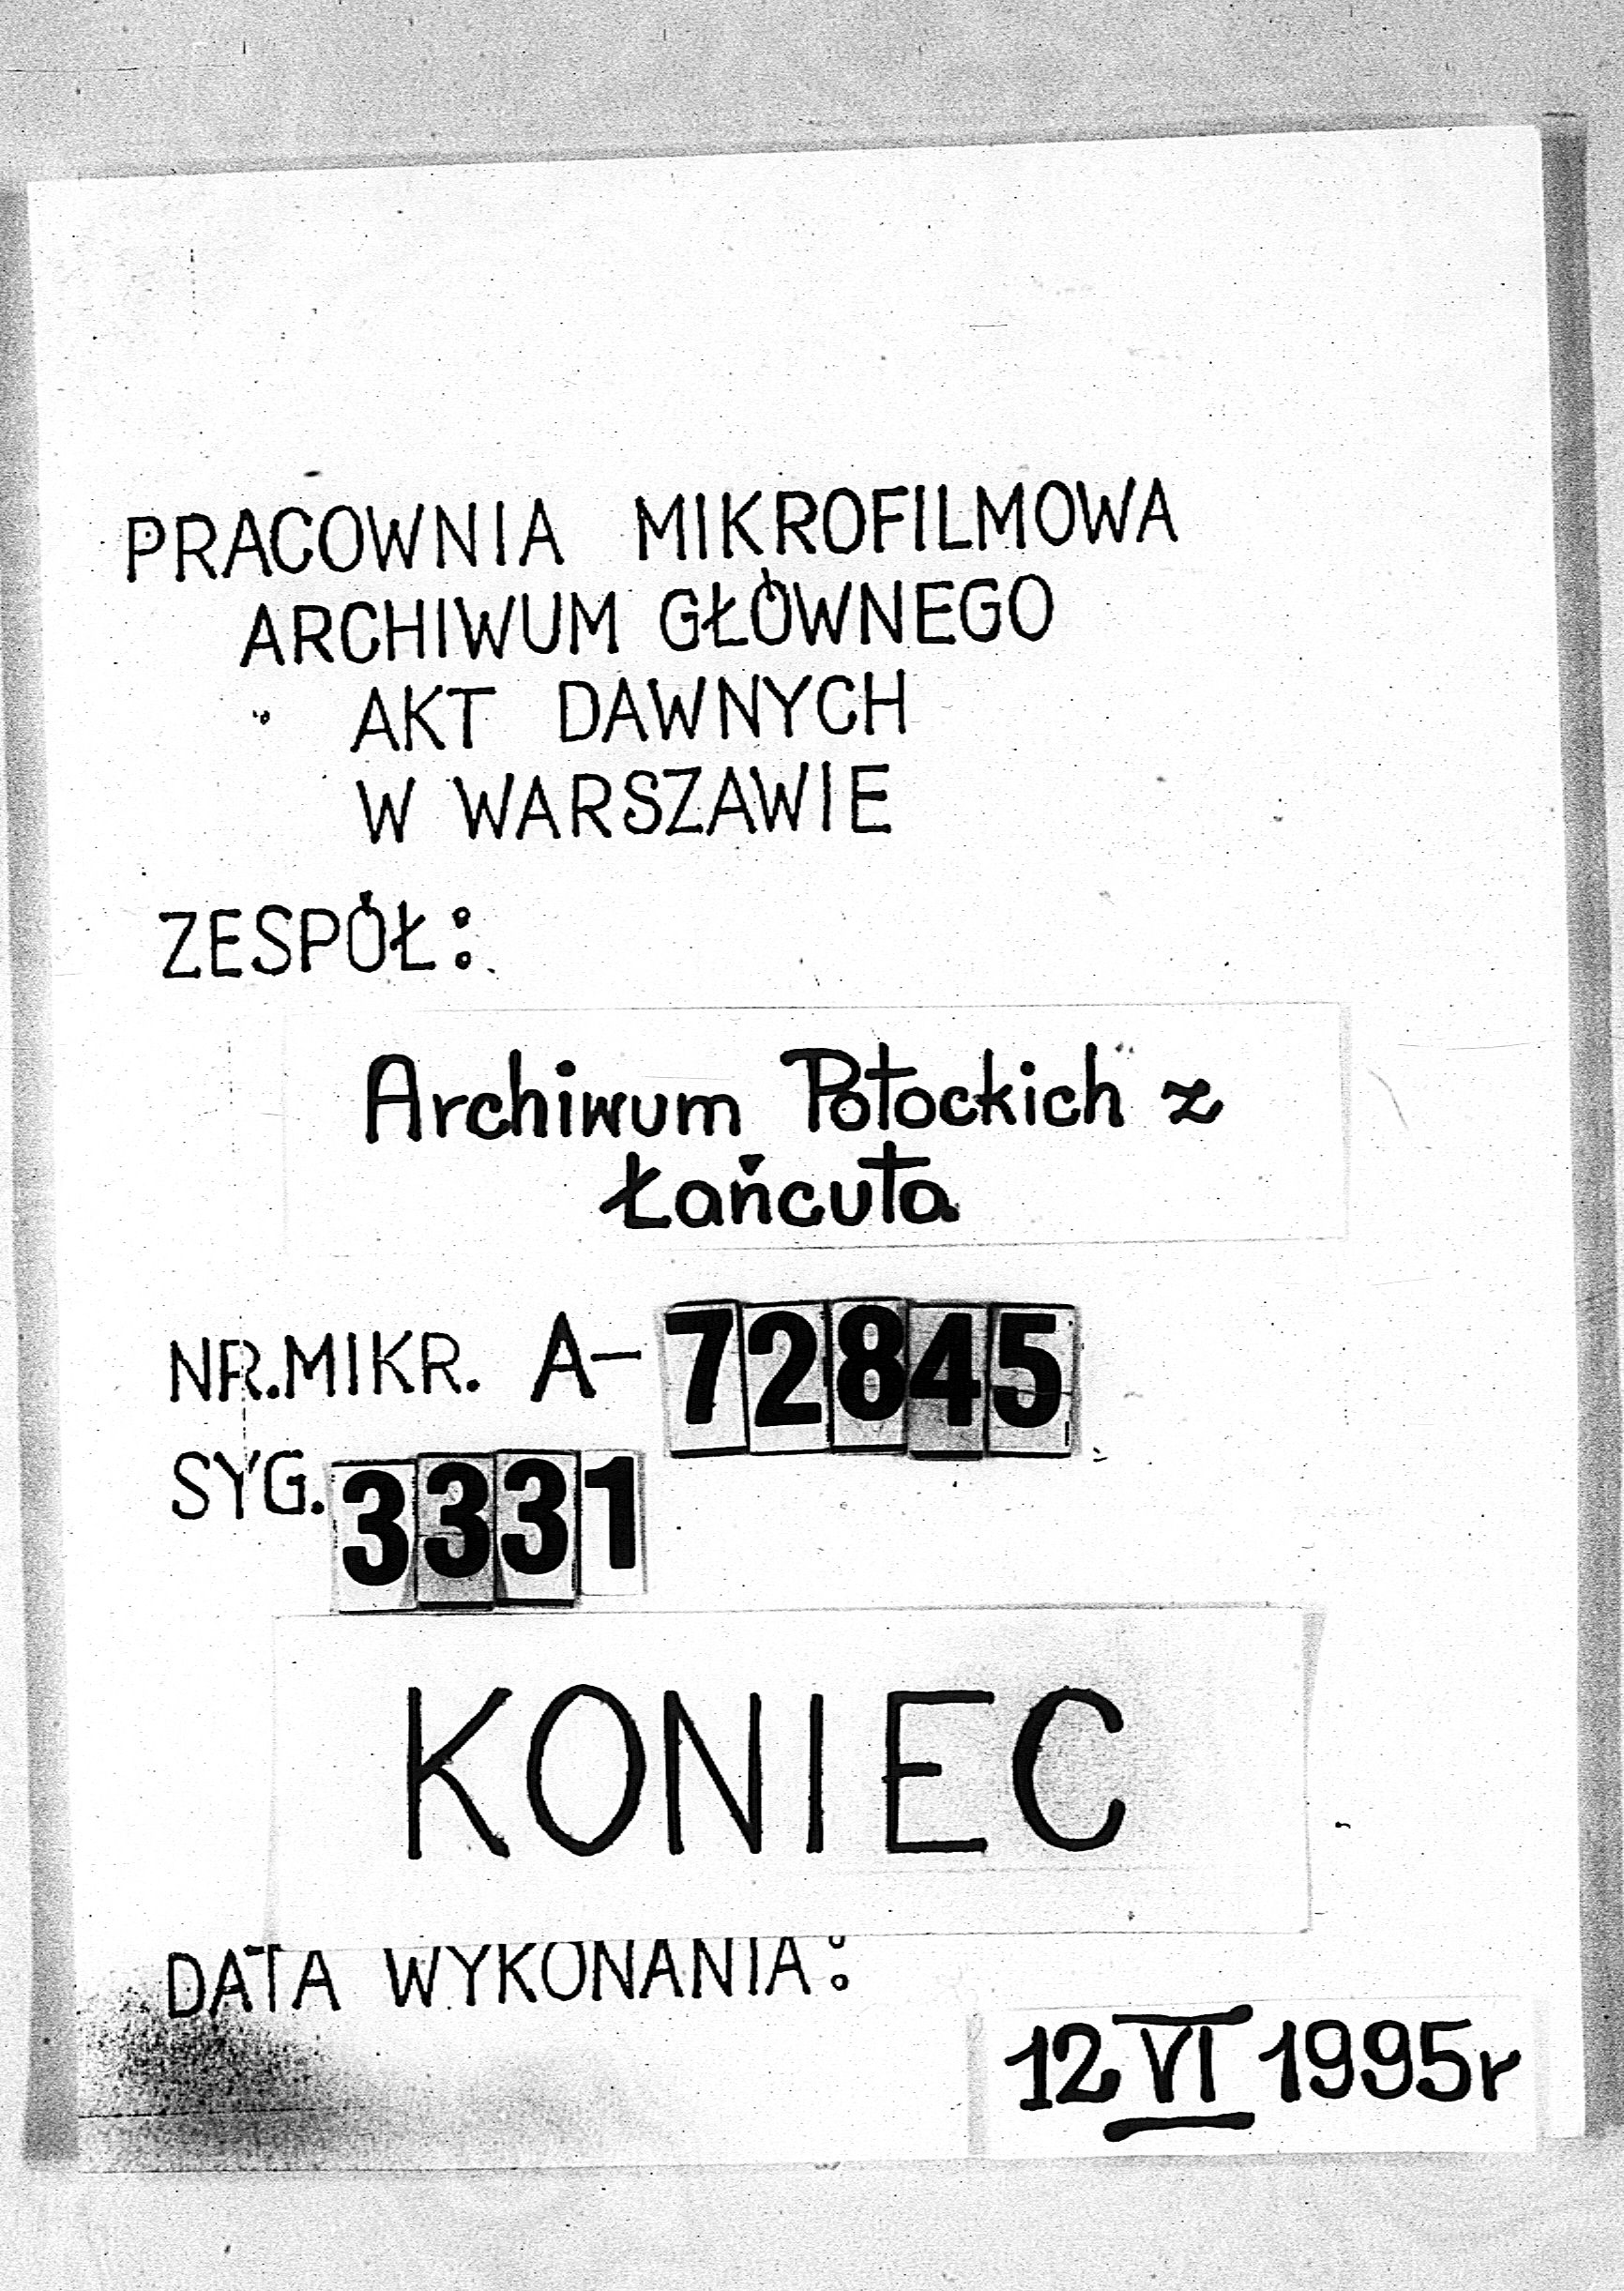 PRACOWNIA MIKROFILMOWA
ARCHIWUM GŁÓWNEGO
AKT DAWNYCH
W WARSZAWIE
ZESPÓŁ:
Archiwum Potockich z
Łańcuta
NR.MIKR. A-72845
SYG. 3331
KONIEC
DATA WYKONANIA:
12 VI 1995r